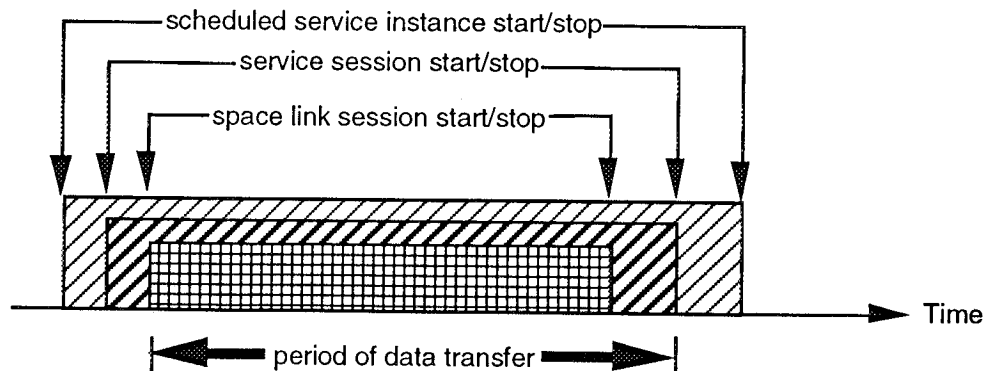 scheduled service instance start/stop
service session start/stop
space link session start/stop
Time
period of data transfer